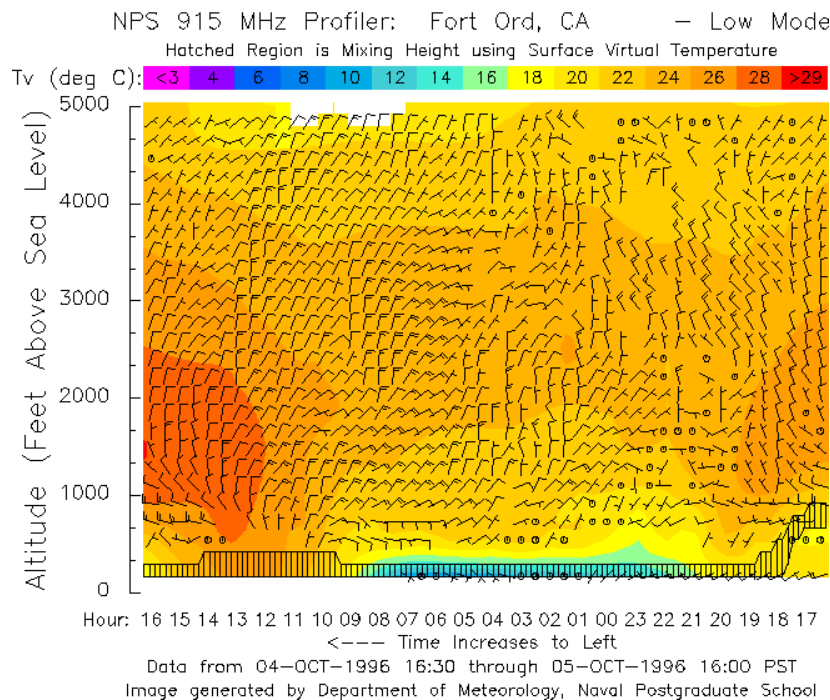 NPS 915 MHz Profiler: Fort Ord, CA — Low Mode
Hatched Region is Mixing Height using Surface Virtual Temperature
Tv (deg C): <3 4 6 8 10 12 14 16 18 20 22 24 26 28 >29
Altitude (Feet Above Sea Level)
5000
4000
3000
2000
1000
0
Hour: 16 15 14 13 12 11 10 09 08 07 06 05 04 03 02 01 00 23 22 21 20 19 18 17
<––– Time Increases to Left
Data from 04-OCT-1996 16:30 through 05-OCT-1996 16:00 PST
Image generated by Department of Meteorology, Naval Postgraduate School